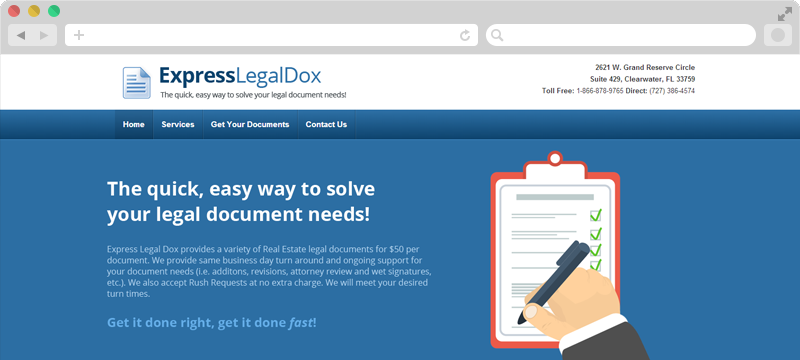 ExpressLegalDox
The quick, easy way to solve your legal document needs!
2621 W. Grand Reserve Circle
Suite 429, Clearwater, FL 33759
Toll Free: 1-866-878-9765 Direct: (727) 386-4574
Home Services Get Your Documents Contact Us
The quick, easy way to solve
your legal document needs!
Express Legal Dox provides a variety of Real Estate legal documents for $50 per
document. We provide same business day turn around and ongoing support for
your document needs (i.e. additons, revisions, attorney review and wet signatures,
etc.). We also accept Rush Requests at no extra charge. We will meet your desired
turn times.
Get it done right, get it done fast!